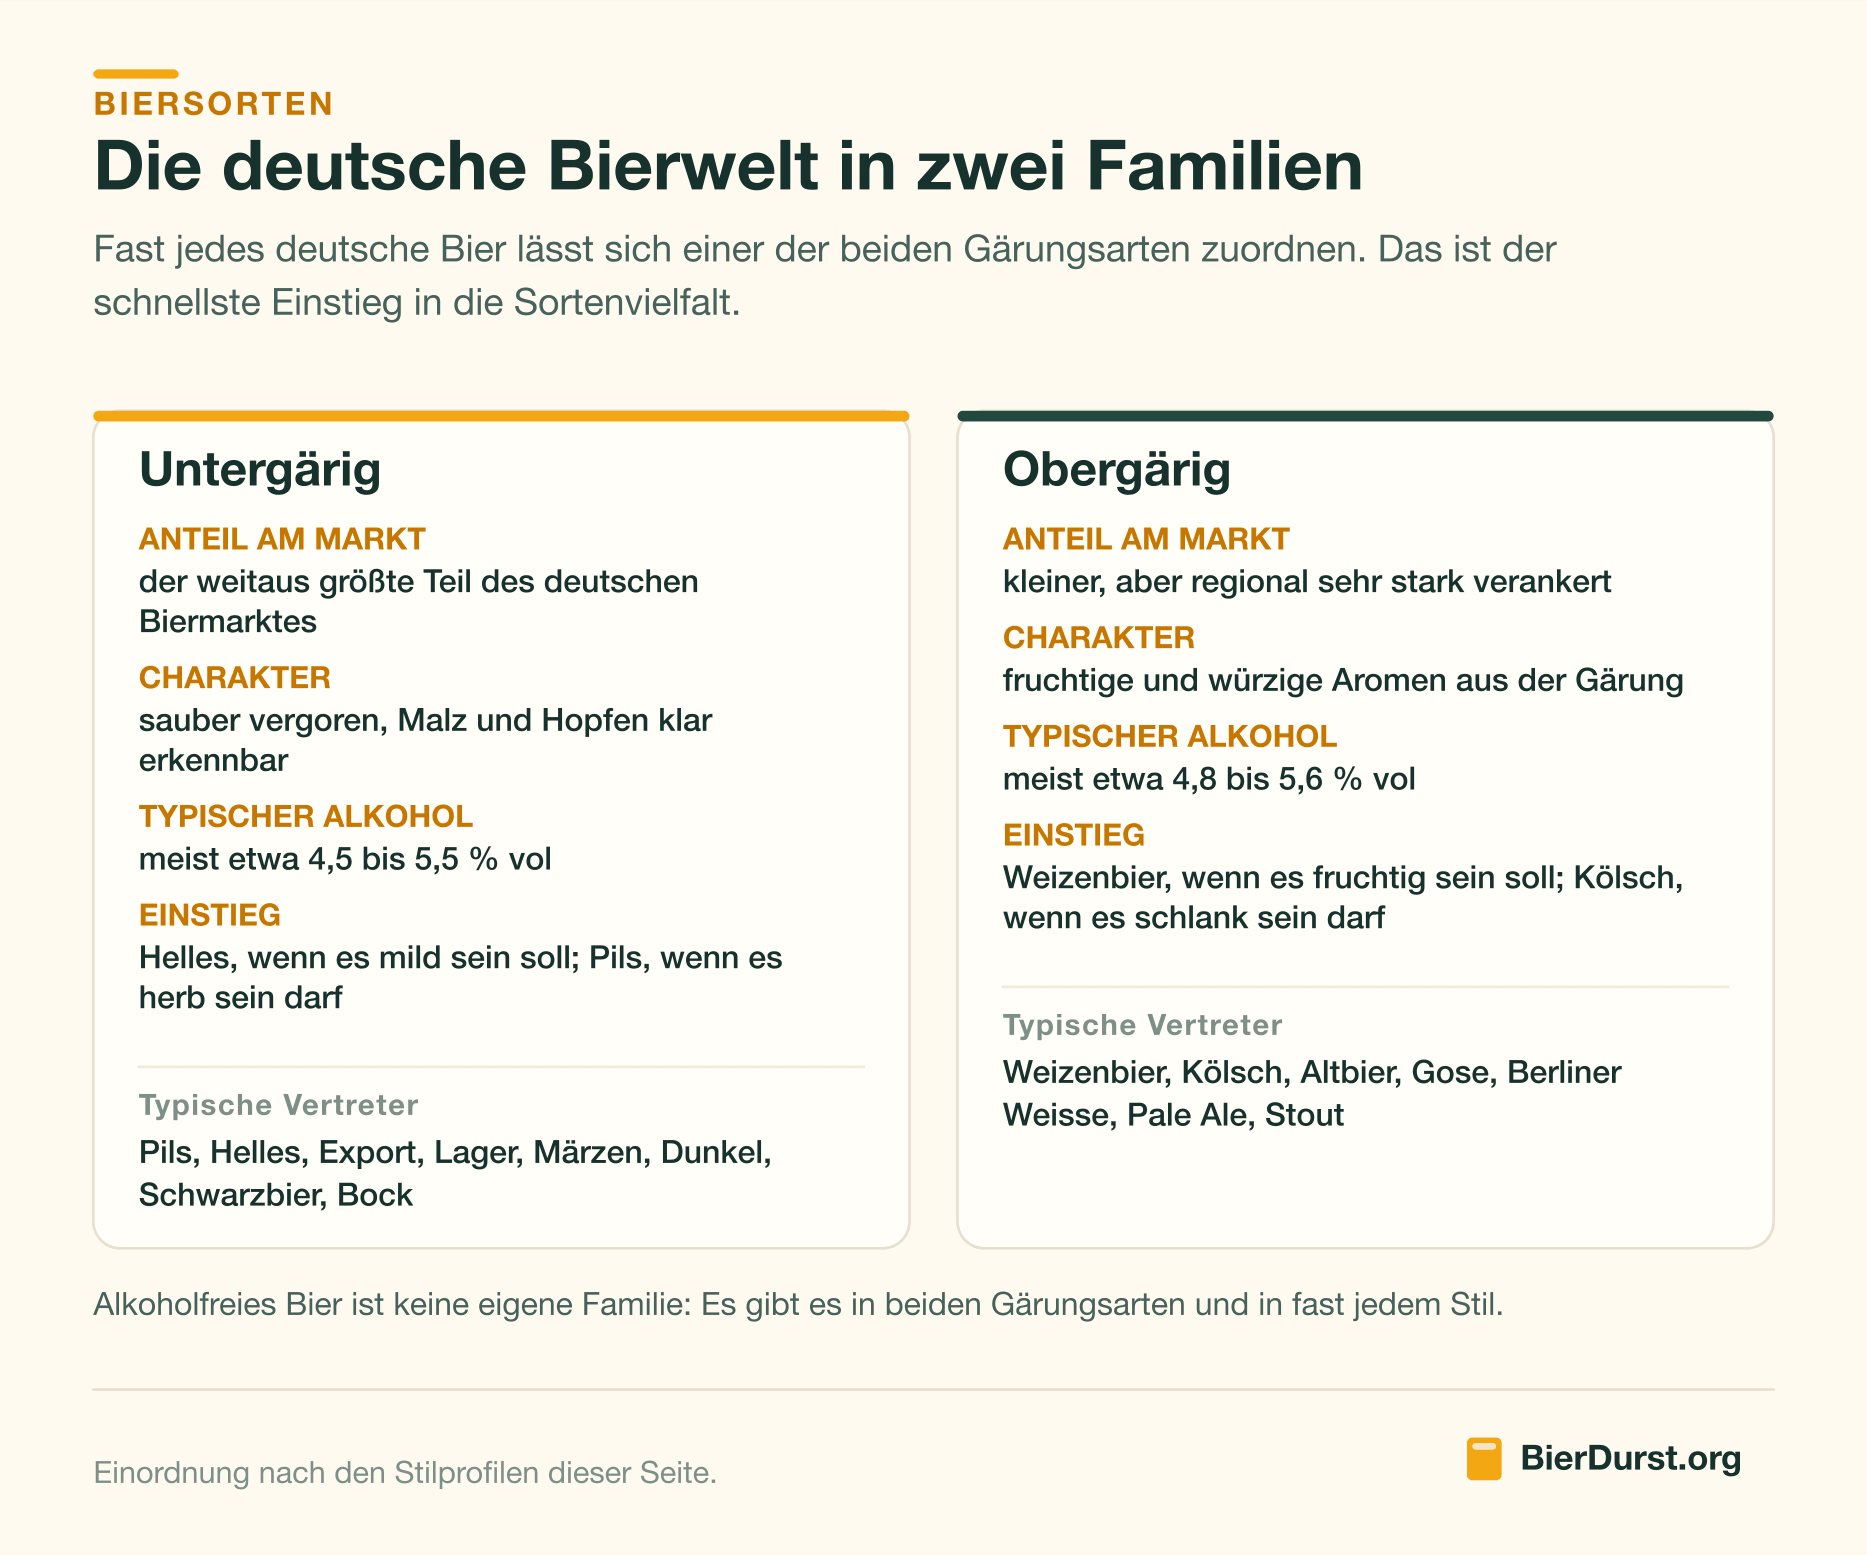 BIERSORTEN
Die deutsche Bierwelt in zwei Familien
Fast jedes deutsche Bier lässt sich einer der beiden Gärungsarten zuordnen. Das ist der
schnellste Einstieg in die Sortenvielfalt.
Untergärig
ANTEIL AM MARKT
der weitaus größte Teil des deutschen
Biermarktes
CHARAKTER
sauber vergoren, Malz und Hopfen klar
erkennbar
TYPISCHER ALKOHOL
meist etwa 4,5 bis 5,5 % vol
EINSTIEG
Helles, wenn es mild sein soll; Pils, wenn es
herb sein darf
Typische Vertreter
Pils, Helles, Export, Lager, Märzen, Dunkel,
Schwarzbier, Bock
Obergärig
ANTEIL AM MARKT
kleiner, aber regional sehr stark verankert
CHARAKTER
fruchtige und würzige Aromen aus der Gärung
TYPISCHER ALKOHOL
meist etwa 4,8 bis 5,6 % vol
EINSTIEG
Weizenbier, wenn es fruchtig sein soll; Kölsch,
wenn es schlank sein darf
Typische Vertreter
Weizenbier, Kölsch, Altbier, Gose, Berliner
Weisse, Pale Ale, Stout
Alkoholfreies Bier ist keine eigene Familie: Es gibt es in beiden Gärungsarten und in fast jedem Stil.
Einordnung nach den Stilprofilen dieser Seite.
BierDurst.org